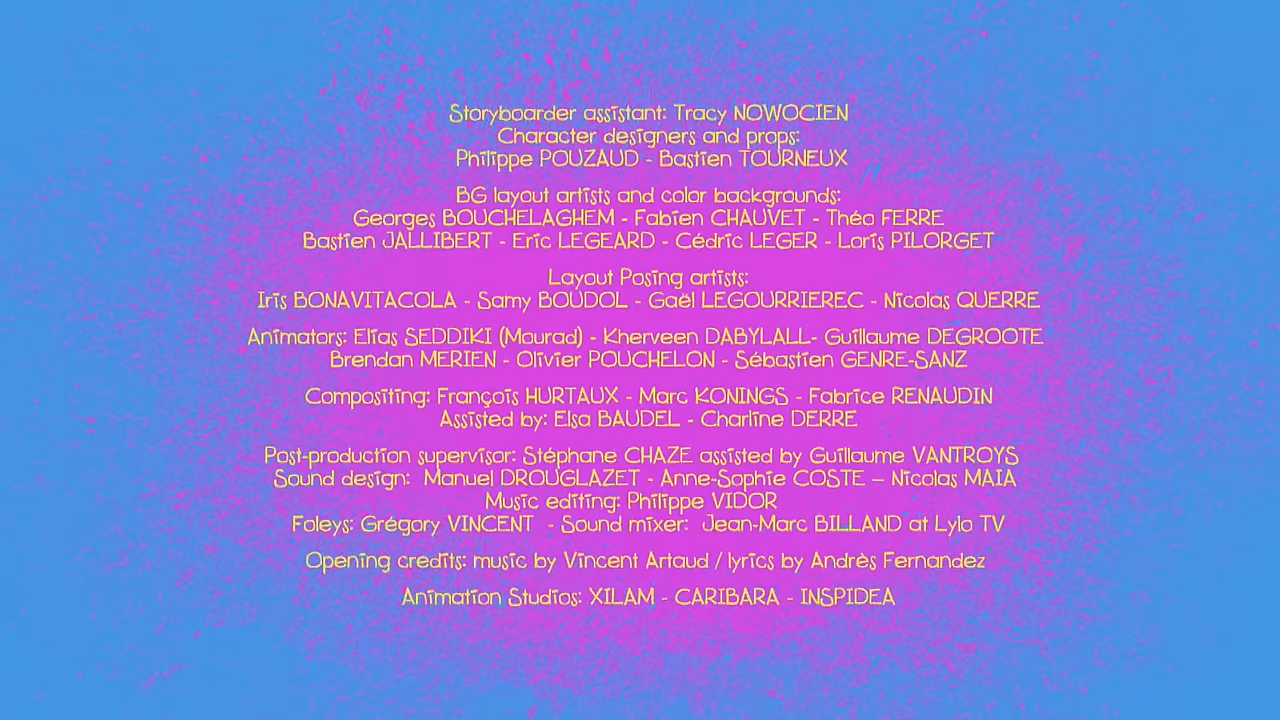 Storyboarder assistant: Tracy NOWOCIEN
Character designers and props:
Philippe POUZAUD - Bastien TOURNEUX
BG layout artists and color backgrounds:
Georges BOUCHELAGHEM - Fabien CHAUVET - Théo FERRE
Bastien JALLIBERT - Eric LEGEARD - Cédric LEGER - Loris PILORGET
Layout Posing artists:
Iris BONAVITACOLA - Samy BOUDOL - Gaël LEGOURRIEREC - Nicolas QUERRE
Animators: Elias SEDDIKI (Mourad) - Kherveen DABYLALL- Guillaume DEGROOTE
Brendan MERIEN - Olivier POUCHELON - Sébastien GENRE-SANZ
Compositing: François HURTAUX - Marc KONINGS - Fabrice RENAUDIN
Assisted by: Elsa BAUDEL - Charline DERRE
Post-production supervisor: Stéphane CHAZE assisted by Guillaume VANTROYS
Sound design:  Manuel DROUGLAZET - Anne-Sophie COSTE – Nicolas MAIA
Music editing: Philippe VIDOR
Foleys: Grégory VINCENT  - Sound mixer:  Jean-Marc BILLAND at Lylo TV
Opening credits: music by Vincent Artaud / lyrics by Andrès Fernandez
Animation Studios: XILAM - CARIBARA - INSPIDEA